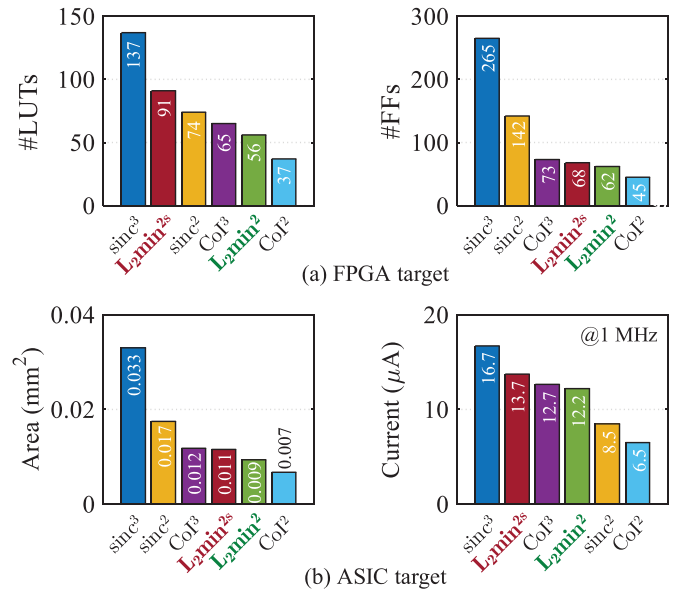 150
100
50
0
#LUTs
137
91
74
65
56
37
sinc³
L₂min²ˢ
sinc²
CoI³
L₂min²
CoI²
300
200
100
0
#FFs
265
142
73
68
62
45
sinc³
sinc²
CoI³
L₂min²ˢ
L₂min²
CoI²
(a) FPGA target
0.04
0.02
0
Area (mm²)
0.033
0.017
0.012
0.011
0.009
0.007
sinc³
sinc²
CoI³
L₂min²ˢ
L₂min²
CoI²
20
10
0
Current (μA)
@1 MHz
16.7
13.7
12.7
12.2
8.5
6.5
sinc³
L₂min²ˢ
CoI³
L₂min²
sinc²
CoI²
(b) ASIC target